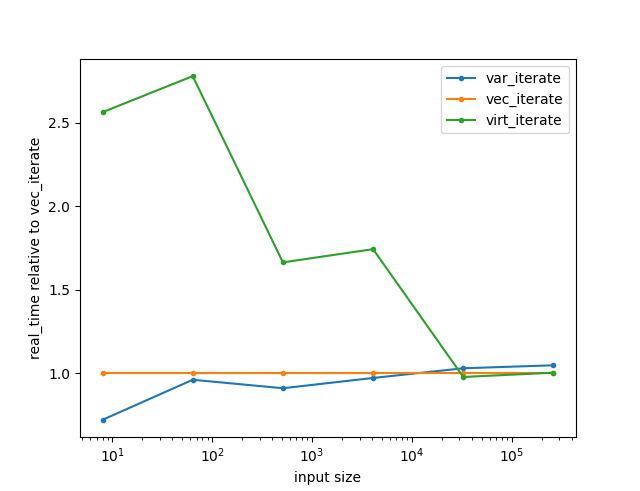 var_iterate
vec_iterate
virt_iterate
real_time relative to vec_iterate
2.5
2.0
1.5
1.0
10¹
10²
10³
10⁴
10⁵
input size